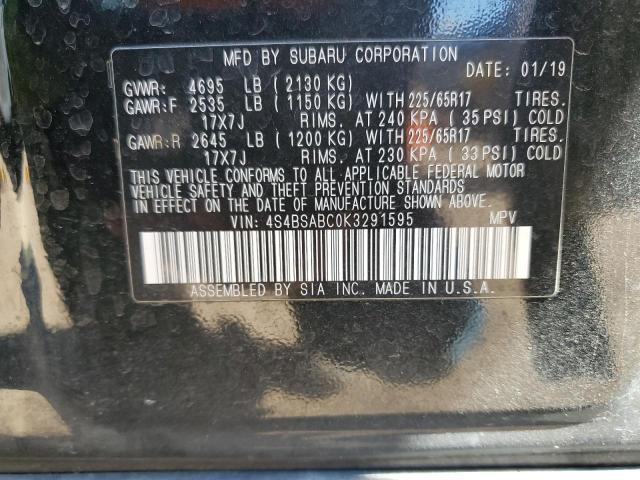 MFD BY SUBARU CORPORATION
DATE: 01/19
GVWR: 4695 LB (2130 KG)
GAWR:F 2535 LB (1150 KG) WITH 225/65R17 TIRES.
17X7J RIMS. AT 240 KPA (35 PSI) COLD
GAWR:R 2645 LB (1200 KG) WITH 225/65R17 TIRES.
17X7J RIMS. AT 230 KPA (33 PSI) COLD
THIS VEHICLE CONFORMS TO ALL APPLICABLE FEDERAL MOTOR
VEHICLE SAFETY AND THEFT PREVENTION STANDARDS
IN EFFECT ON THE DATE OF MANUFACTURE SHOWN ABOVE.
VIN: 4S4BSABC0K3291595 MPV
ASSEMBLED BY SIA INC. MADE IN U.S.A.